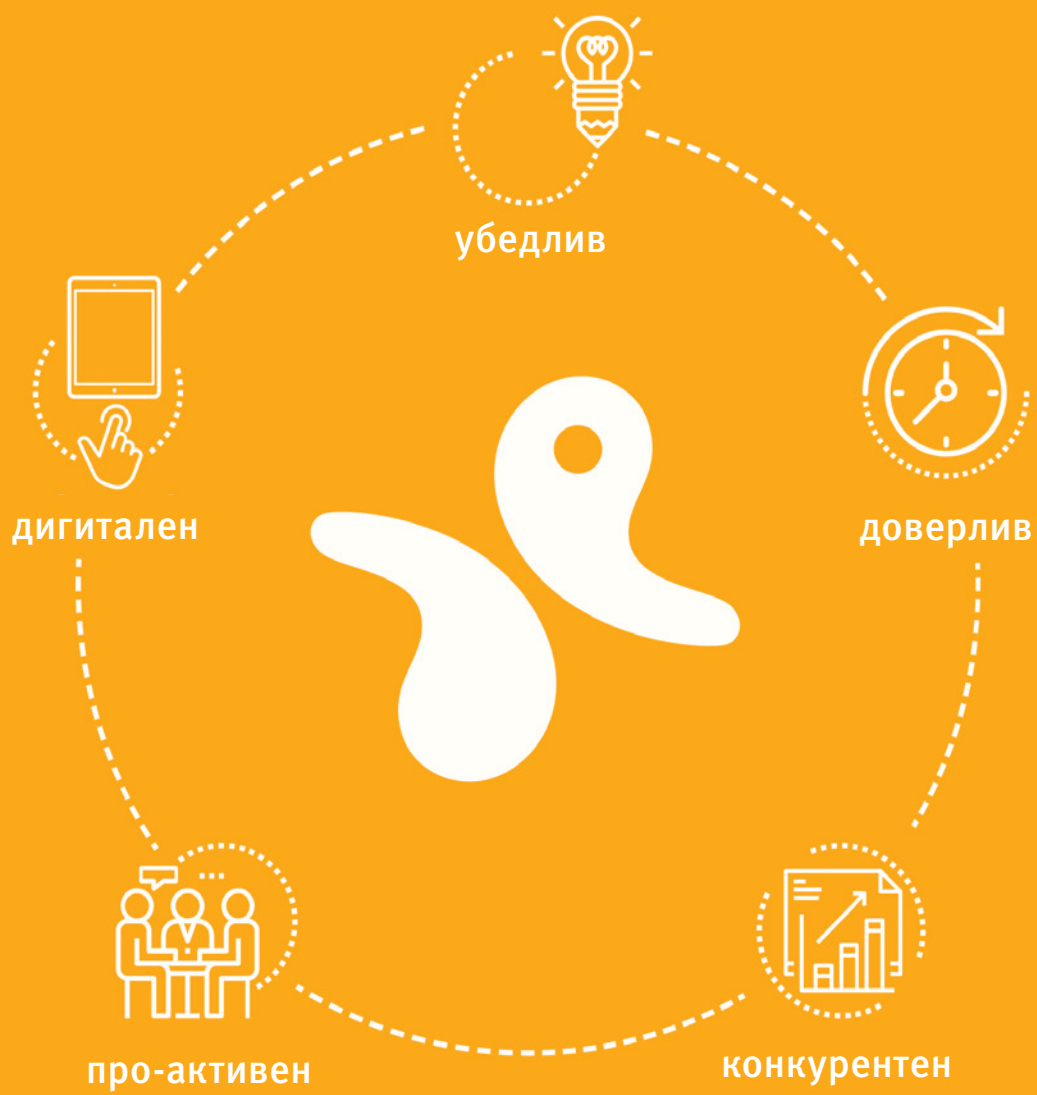 убедлив
дигитален
доверлив
про-активен
конкурентен